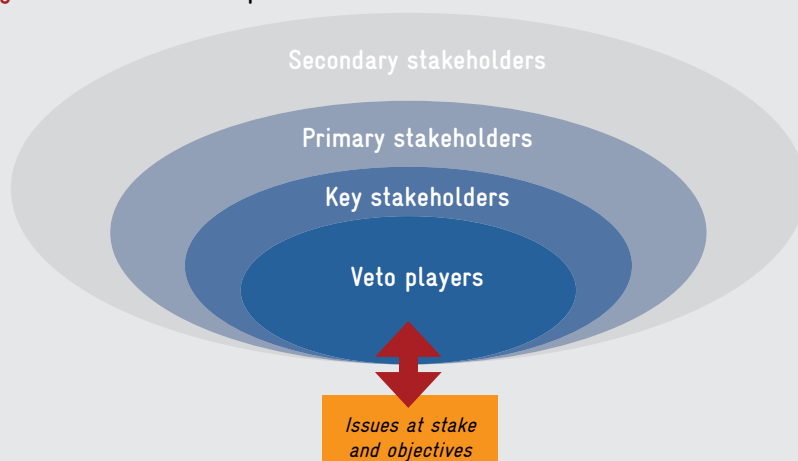 Secondary stakeholders
Primary stakeholders
Key stakeholders
Veto players
Issues at stake
and objectives